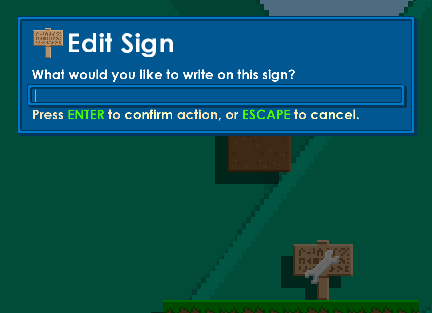 Edit Sign
What would you like to write on this sign?
Press ENTER to confirm action, or ESCAPE to cancel.